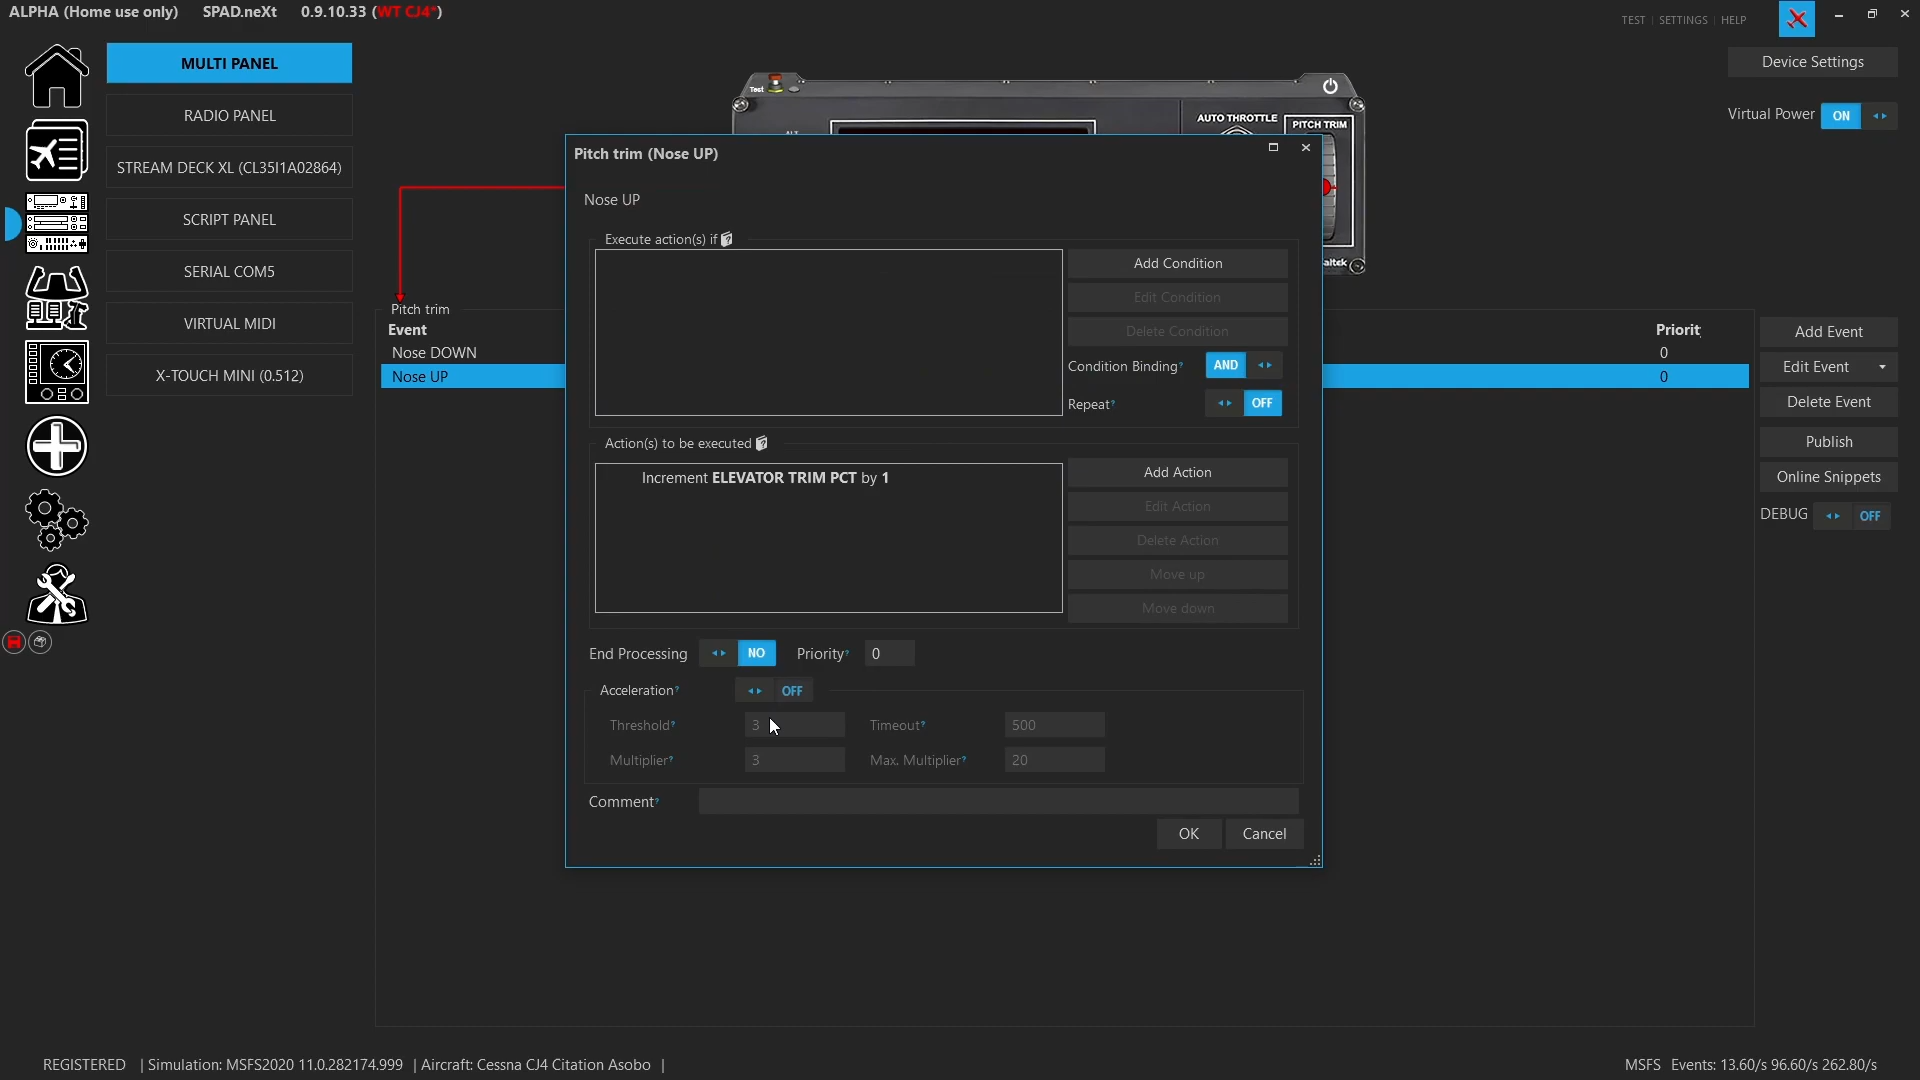 ALPHA (Home use only) SPAD.neXt 0.9.10.33 (WT CJ4*)
TEST | SETTINGS | HELP
MULTI PANEL
RADIO PANEL
STREAM DECK XL (CL35I1A02864)
SCRIPT PANEL
SERIAL COM5
VIRTUAL MIDI
X-TOUCH MINI (0.512)
Device Settings
Virtual Power ON
Test
AUTO THROTTLE
PITCH TRIM
Pitch trim
Event Priorit
Nose DOWN 0
Nose UP 0
Add Event
Edit Event
Delete Event
Publish
Online Snippets
DEBUG OFF
Pitch trim (Nose UP)
Nose UP
Execute action(s) if
Add Condition
Edit Condition
Delete Condition
Condition Binding? AND
Repeat? OFF
Action(s) to be executed
Increment ELEVATOR TRIM PCT by 1
Add Action
Edit Action
Delete Action
Move up
Move down
End Processing NO Priority? 0
Acceleration? OFF
Threshold? 3 Timeout? 500
Multiplier? 3 Max. Multiplier? 20
Comment?
OK Cancel
REGISTERED | Simulation: MSFS2020 11.0.282174.999 | Aircraft: Cessna CJ4 Citation Asobo |
MSFS Events: 13.60/s 96.60/s 262.80/s